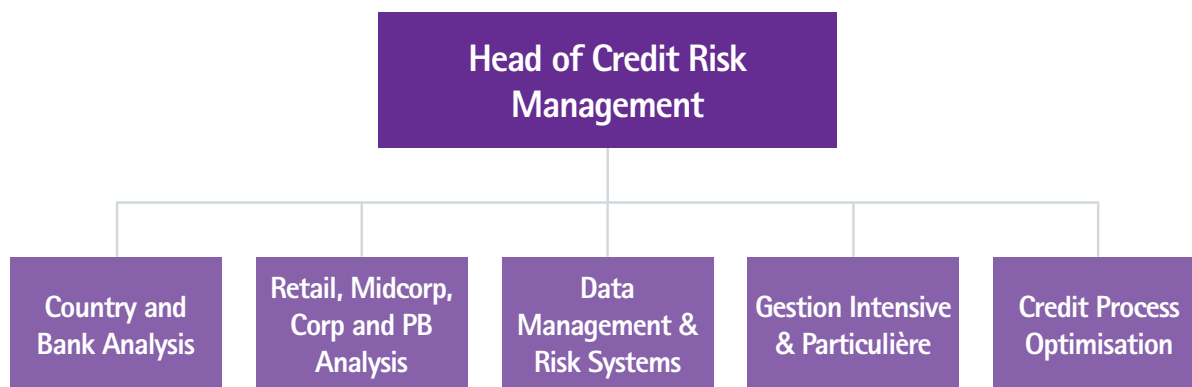 Head of Credit Risk
Management
Country and
Bank Analysis
Retail, Midcorp,
Corp and PB
Analysis
Data
Management &
Risk Systems
Gestion Intensive
& Particulière
Credit Process
Optimisation